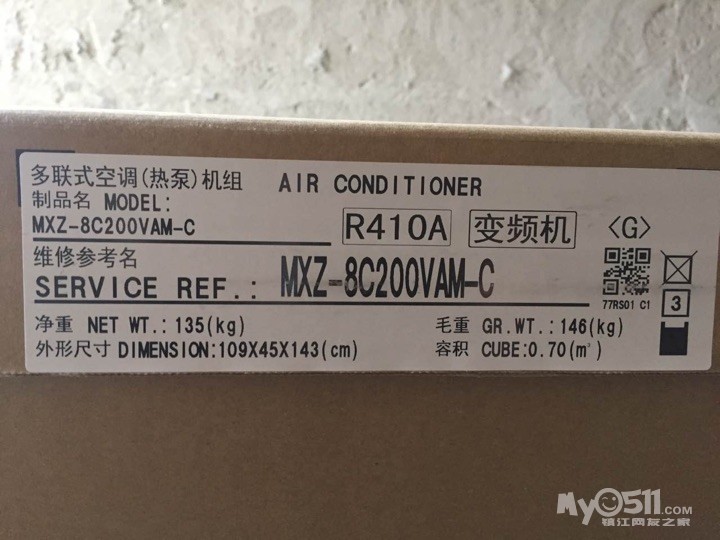 多联式空调(热泵)机组 AIR CONDITIONER
制品名 MODEL:
MXZ-8C200VAM-C
R410A 变频机 <G>
维修参考名
SERVICE REF.: MXZ-8C200VAM-C
77RS01 C1
3
净重 NET WT.:135(kg) 毛重 GR.WT.:146(kg)
外形尺寸 DIMENSION:109X45X143(cm) 容积 CUBE:0.70(m³)
My0511.COM
镇江网友之家